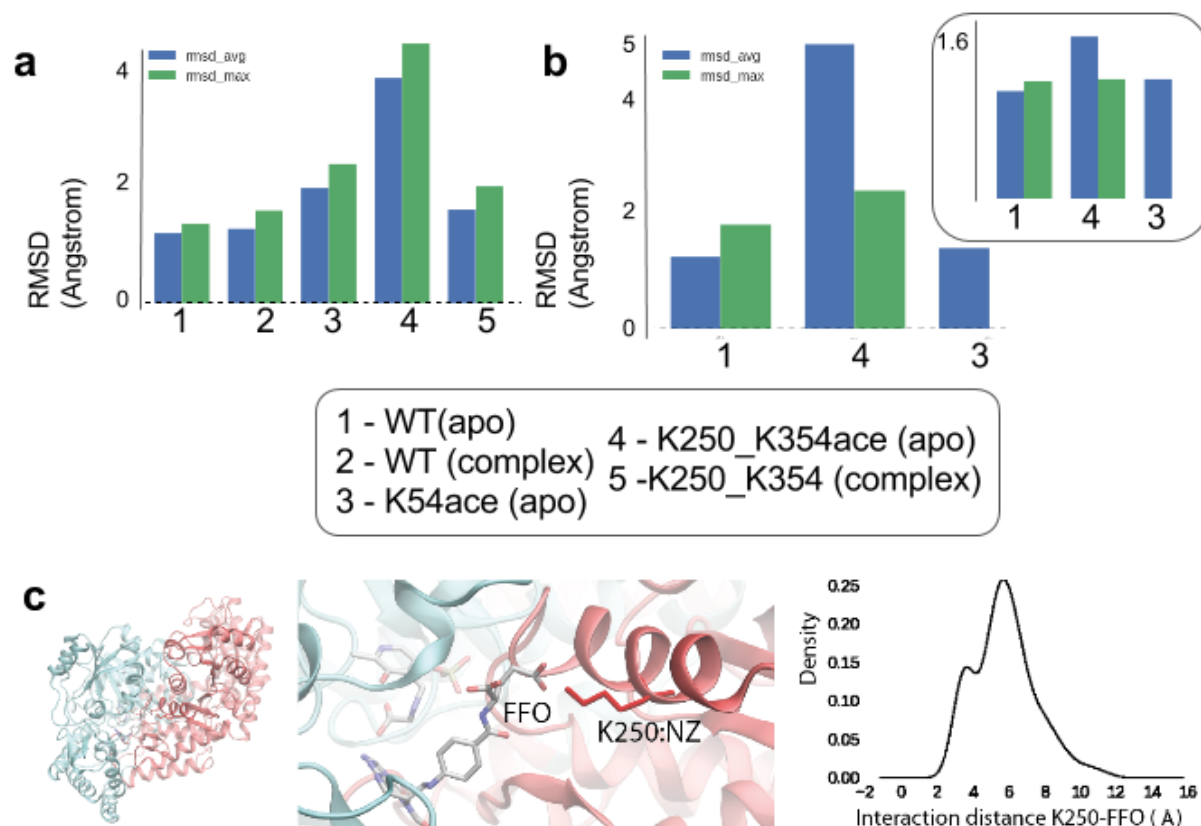 a
rmsd_avg
rmsd_max
RMSD
(Angstrom)
4
2
0
1 2 3 4 5
b
rmsd_avg
rmsd_max
RMSD
(Angstrom)
5
4
2
0
1 4 3
1.6
1 4 3
1 - WT(apo)
2 - WT (complex)
3 - K54ace (apo)
4 - K250_K354ace (apo)
5 -K250_K354 (complex)
c
FFO
K250:NZ
Density
0.25
0.20
0.15
0.10
0.05
0.00
−2 0 2 4 6 8 10 12 14 16
Interaction distance K250-FFO ( A)